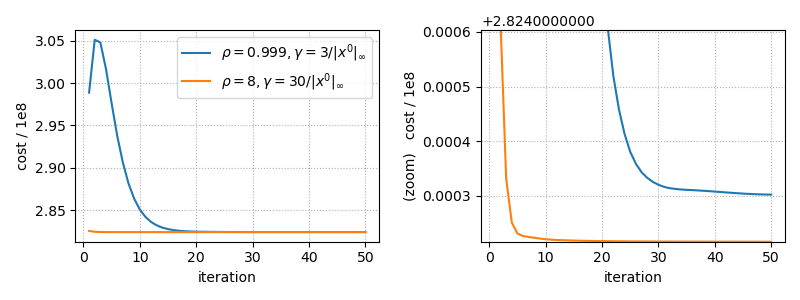 3.05
3.00
2.95
2.90
2.85
cost / 1e8
0 10 20 30 40 50
iteration
ρ = 0.999, γ = 3/|x⁰|∞
ρ = 8, γ = 30/|x⁰|∞
+2.8240000000
0.0006
0.0005
0.0004
0.0003
(zoom) cost / 1e8
0 10 20 30 40 50
iteration